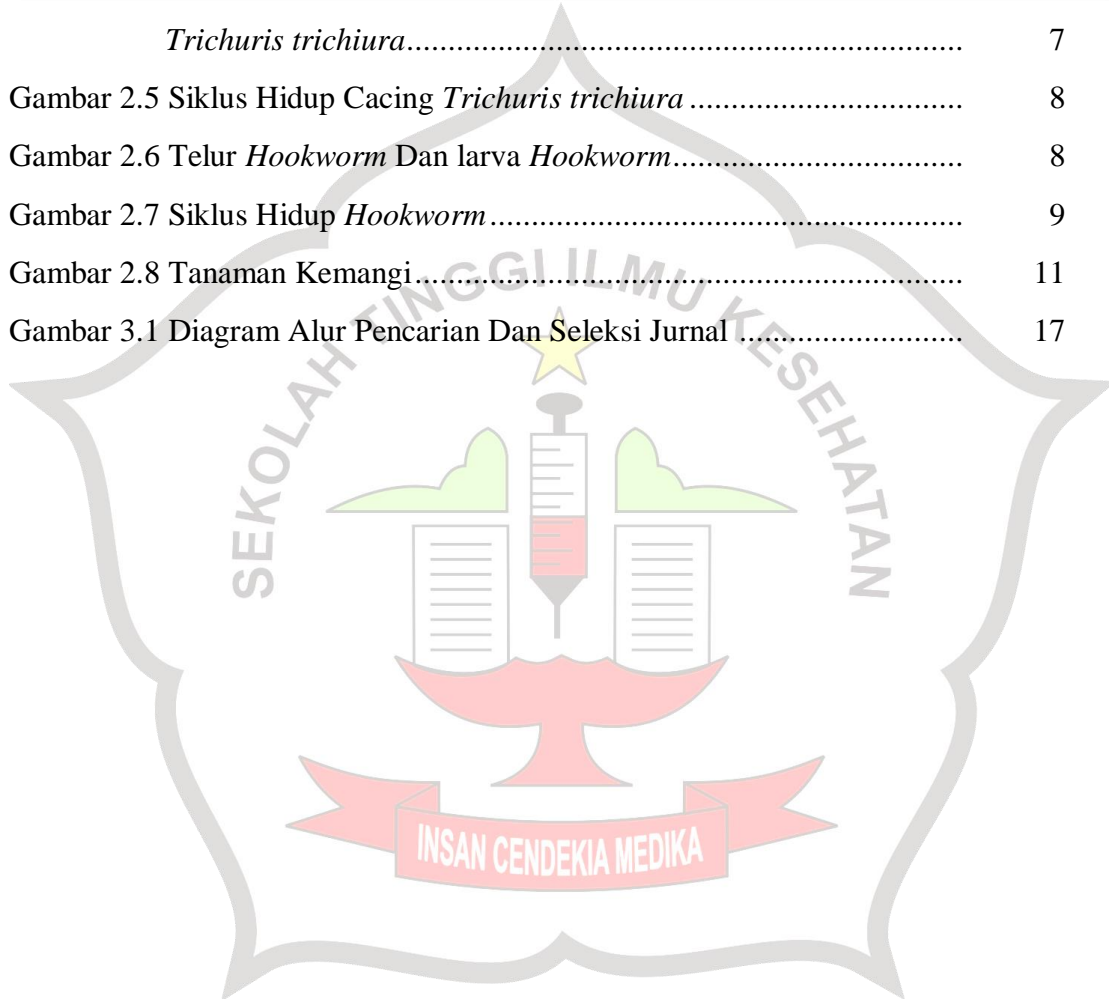 Trichuris trichiura................................................................... 7
Gambar 2.5 Siklus Hidup Cacing Trichuris trichiura ................................. 8
Gambar 2.6 Telur Hookworm Dan larva Hookworm................................... 8
Gambar 2.7 Siklus Hidup Hookworm......................................................... 9
Gambar 2.8 Tanaman Kemangi.................................................................. 11
Gambar 3.1 Diagram Alur Pencarian Dan Seleksi Jurnal ........................... 17
SEKOLAH TINGGI ILMU KESEHATAN
INSAN CENDEKIA MEDIKA